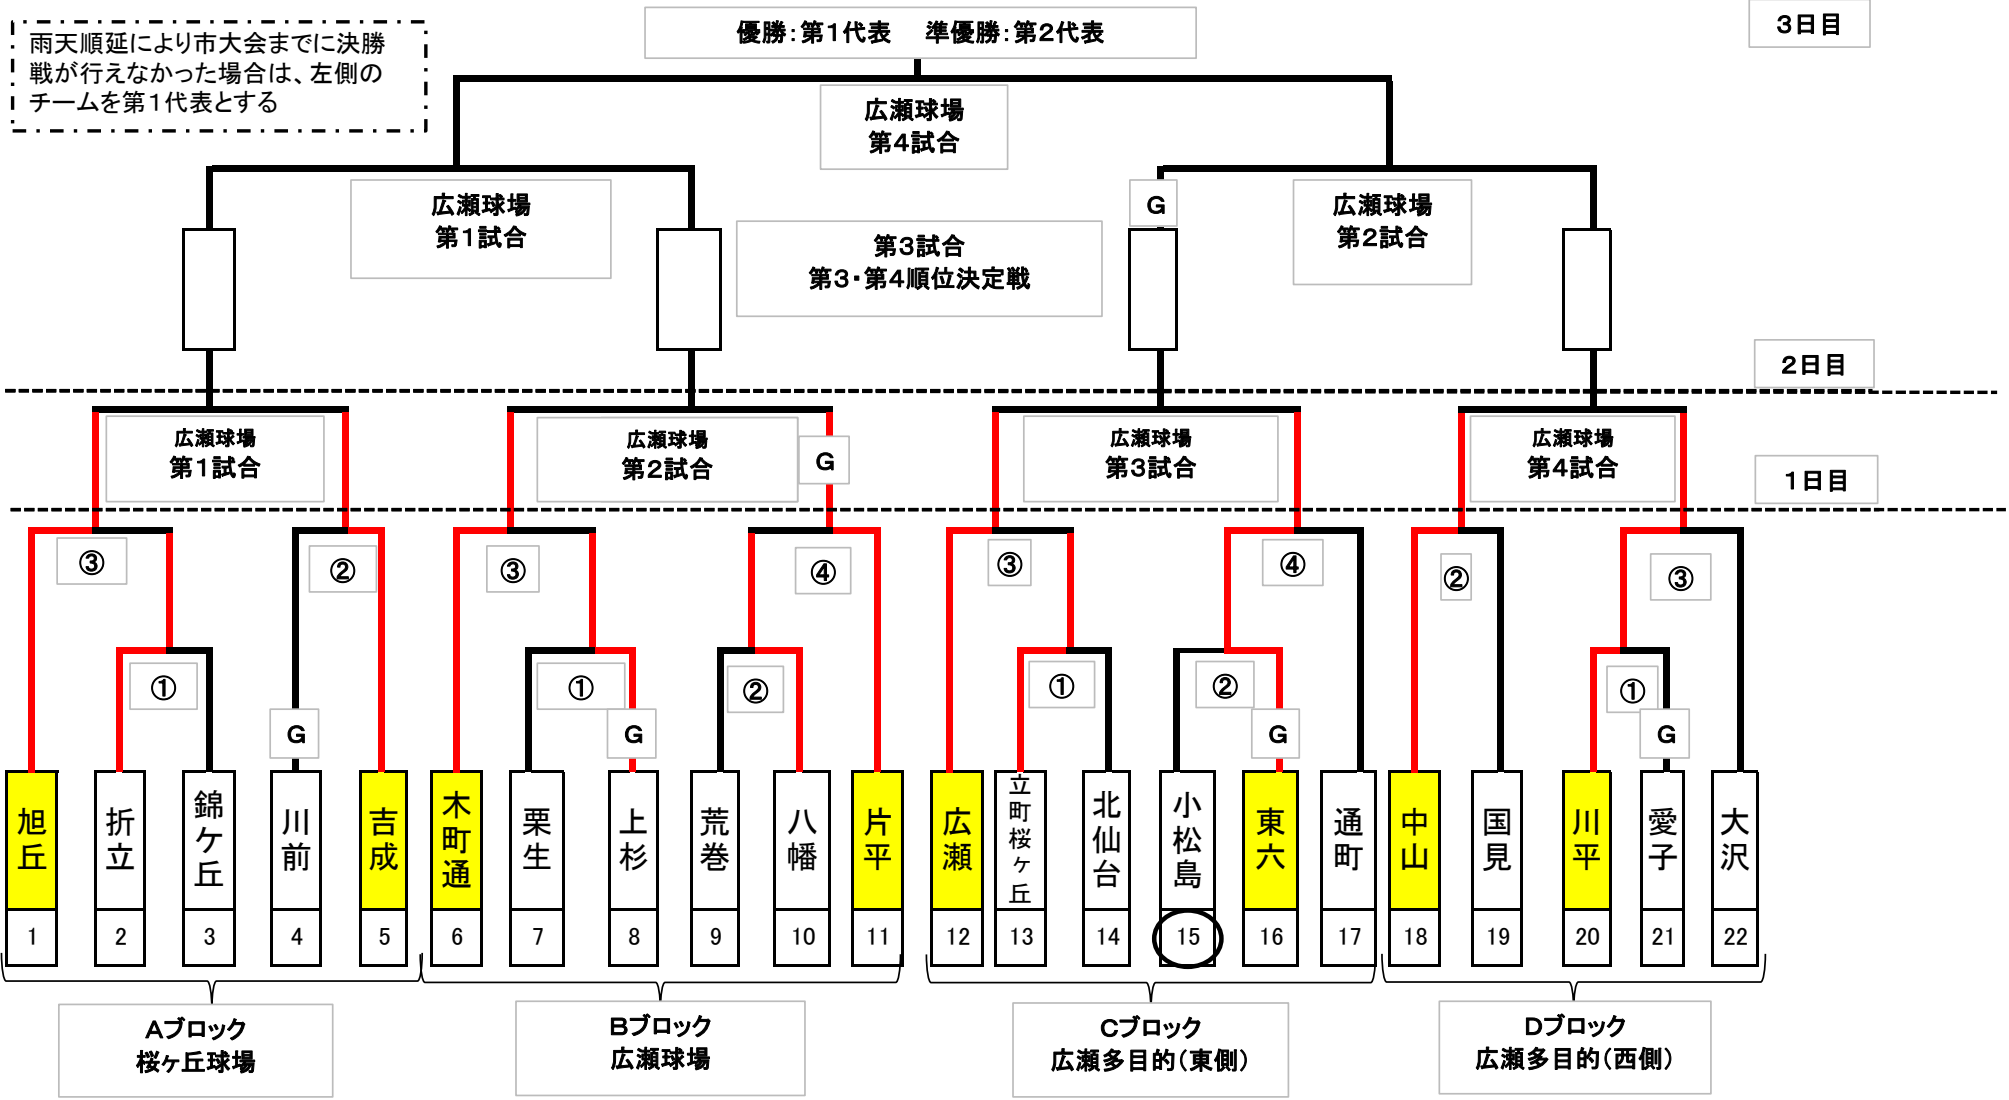 優勝：第１代表　準優勝：第２代表
３日目
雨天順延により市大会までに決勝
戦が行えなかった場合は、左側の
チームを第１代表とする
広瀬球場
第４試合
広瀬球場
第１試合
G
広瀬球場
第２試合
第３試合
第３・第４順位決定戦
２日目
広瀬球場
第１試合
広瀬球場
第２試合
G
広瀬球場
第３試合
広瀬球場
第４試合
１日目
③
②
③
④
③
④
②
③
①
①
②
①
②
①
G
G
G
G
旭丘
折立
錦ケ丘
川前
吉成
木町通
栗生
上杉
荒巻
八幡
片平
広瀬
立町桜ヶ丘
北仙台
小松島
東六
通町
中山
国見
川平
愛子
大沢
1
2
3
4
5
6
7
8
9
10
11
12
13
14
15
16
17
18
19
20
21
22
Aブロック
桜ヶ丘球場
Bブロック
広瀬球場
Cブロック
広瀬多目的（東側）
Dブロック
広瀬多目的（西側）